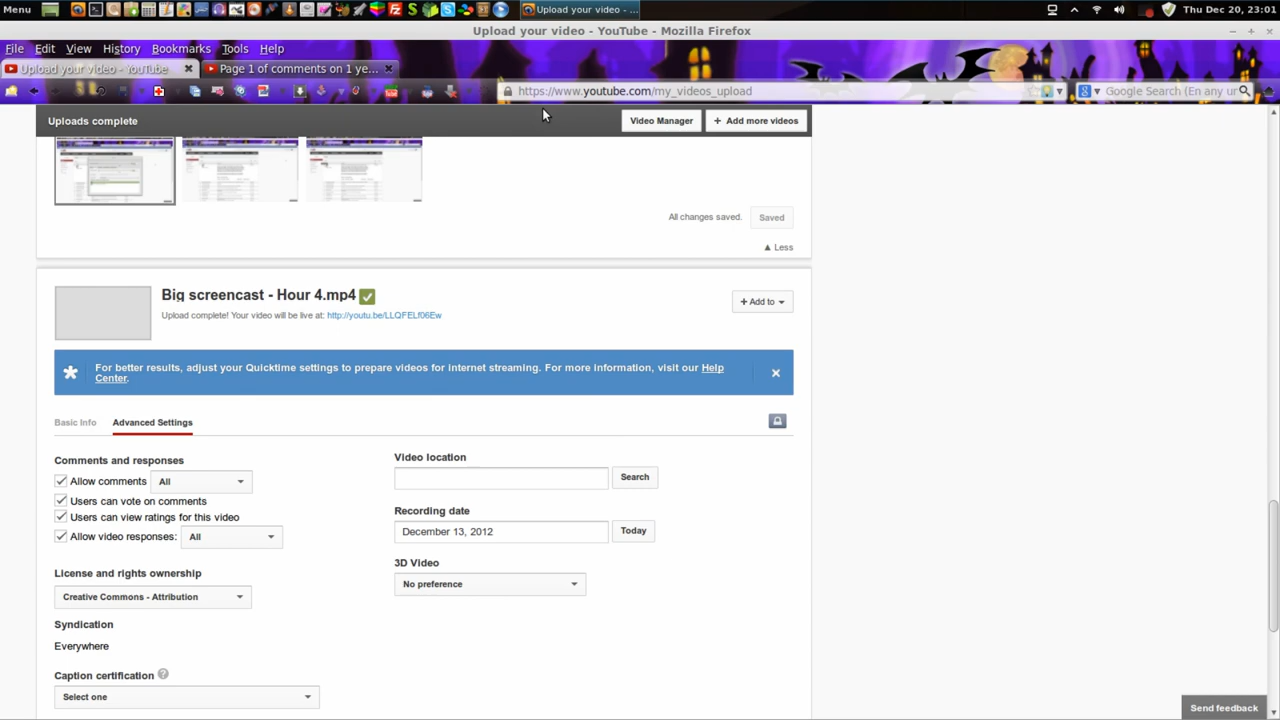 Menu
Upload your video - ...
Thu Dec 20, 23:01
Upload your video - YouTube - Mozilla Firefox
File Edit View History Bookmarks Tools Help
Upload your video - YouTube
Page 1 of comments on 1 ye...
https://www.youtube.com/my_videos_upload
Google Search (En any ur
Uploads complete
Video Manager
+ Add more videos
All changes saved.
Saved
▲ Less
Big screencast - Hour 4.mp4
+ Add to
Upload complete! Your video will be live at: http://youtu.be/LLQFELf06Ew
For better results, adjust your Quicktime settings to prepare videos for internet streaming. For more information, visit our Help
Center.
Basic Info
Advanced Settings
Comments and responses
Allow comments All
Users can vote on comments
Users can view ratings for this video
Allow video responses: All
License and rights ownership
Creative Commons - Attribution
Syndication
Everywhere
Caption certification ?
Select one
Video location
Search
Recording date
December 13, 2012
Today
3D Video
No preference
Send feedback